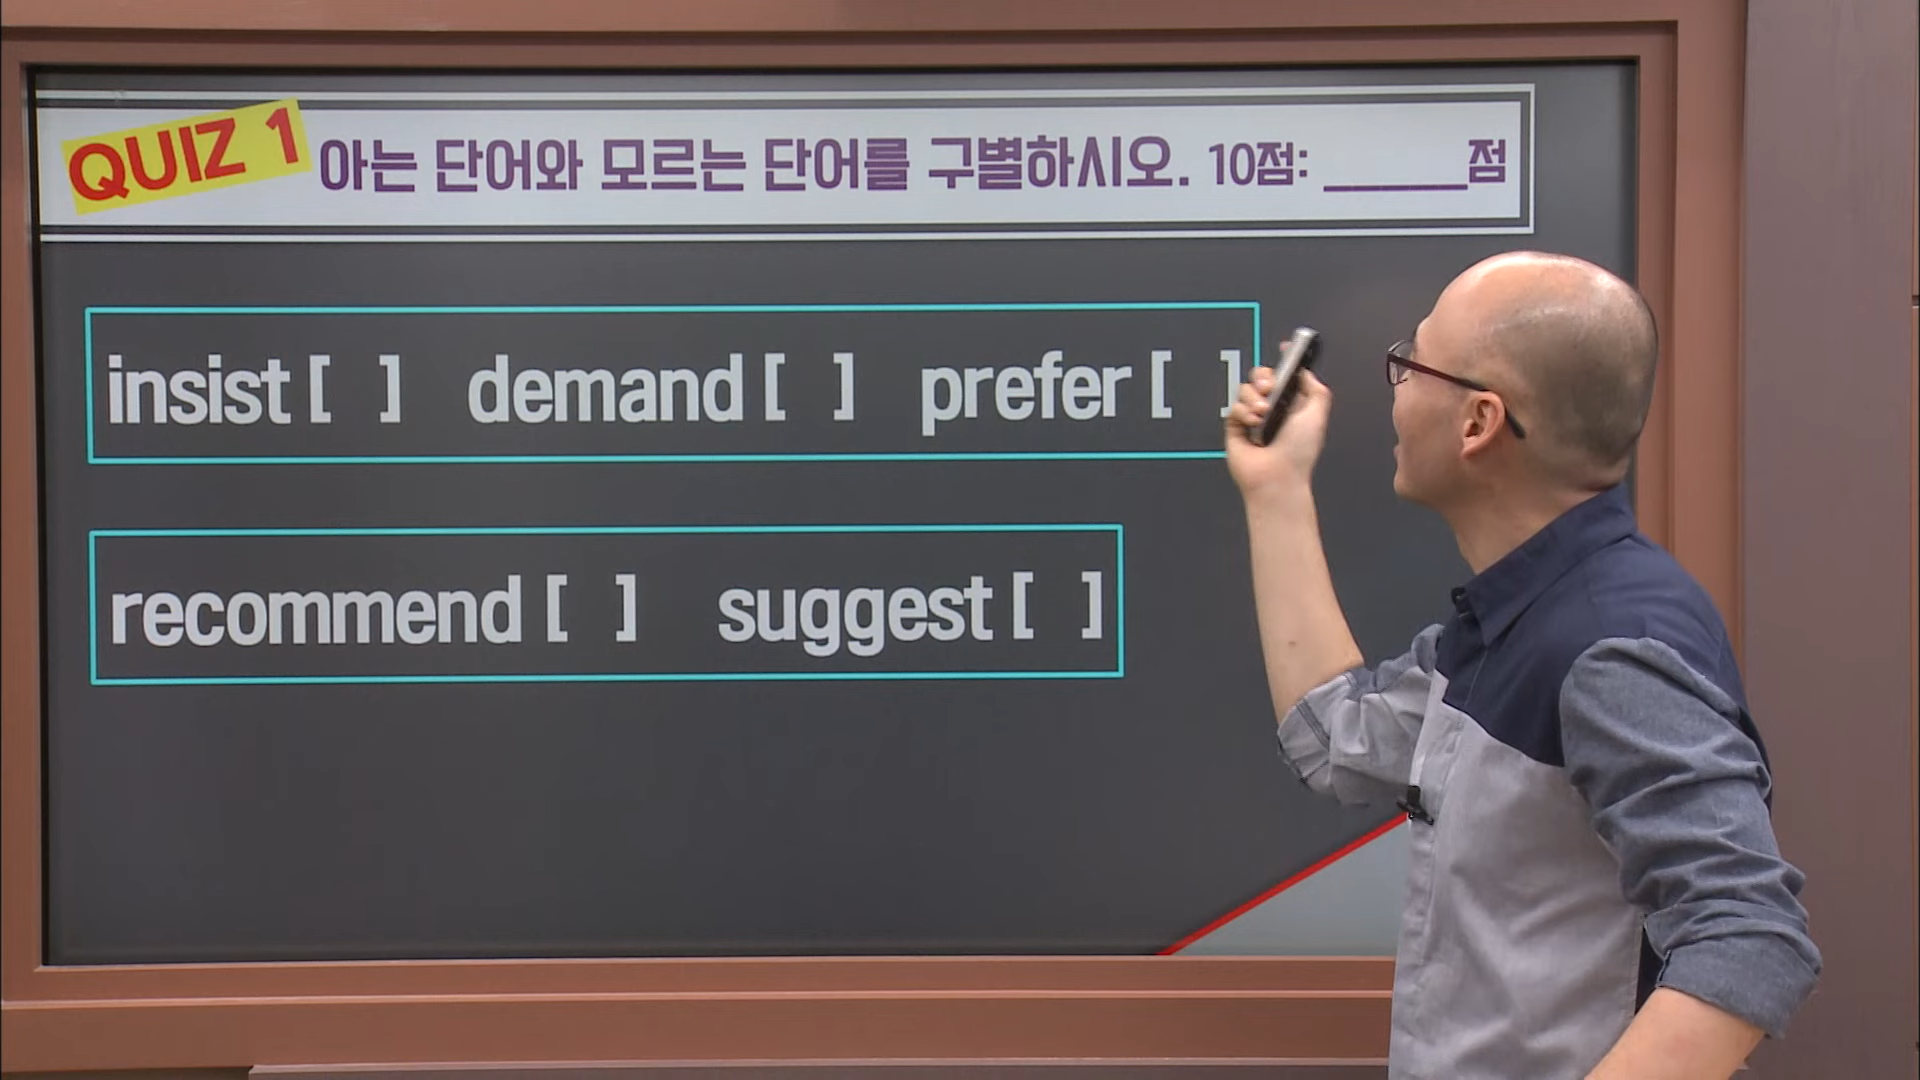 QUIZ 1 아는 단어와 모르는 단어를 구별하시오. 10점: ______점
insist [ ] demand [ ] prefer [ ]
recommend [ ] suggest [ ]